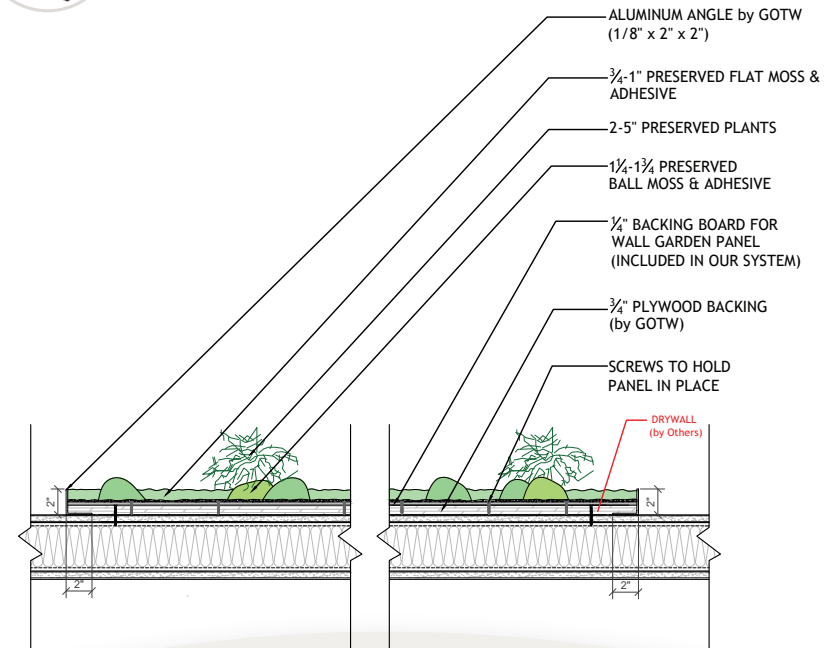 ALUMINUM ANGLE by GOTW
(1/8" x 2" x 2")
¾-1" PRESERVED FLAT MOSS &
ADHESIVE
2-5" PRESERVED PLANTS
1¼-1¾ PRESERVED
BALL MOSS & ADHESIVE
¼" BACKING BOARD FOR
WALL GARDEN PANEL
(INCLUDED IN OUR SYSTEM)
¾" PLYWOOD BACKING
(by GOTW)
SCREWS TO HOLD
PANEL IN PLACE
DRYWALL
(by Others)
2"
2"
2"
2"